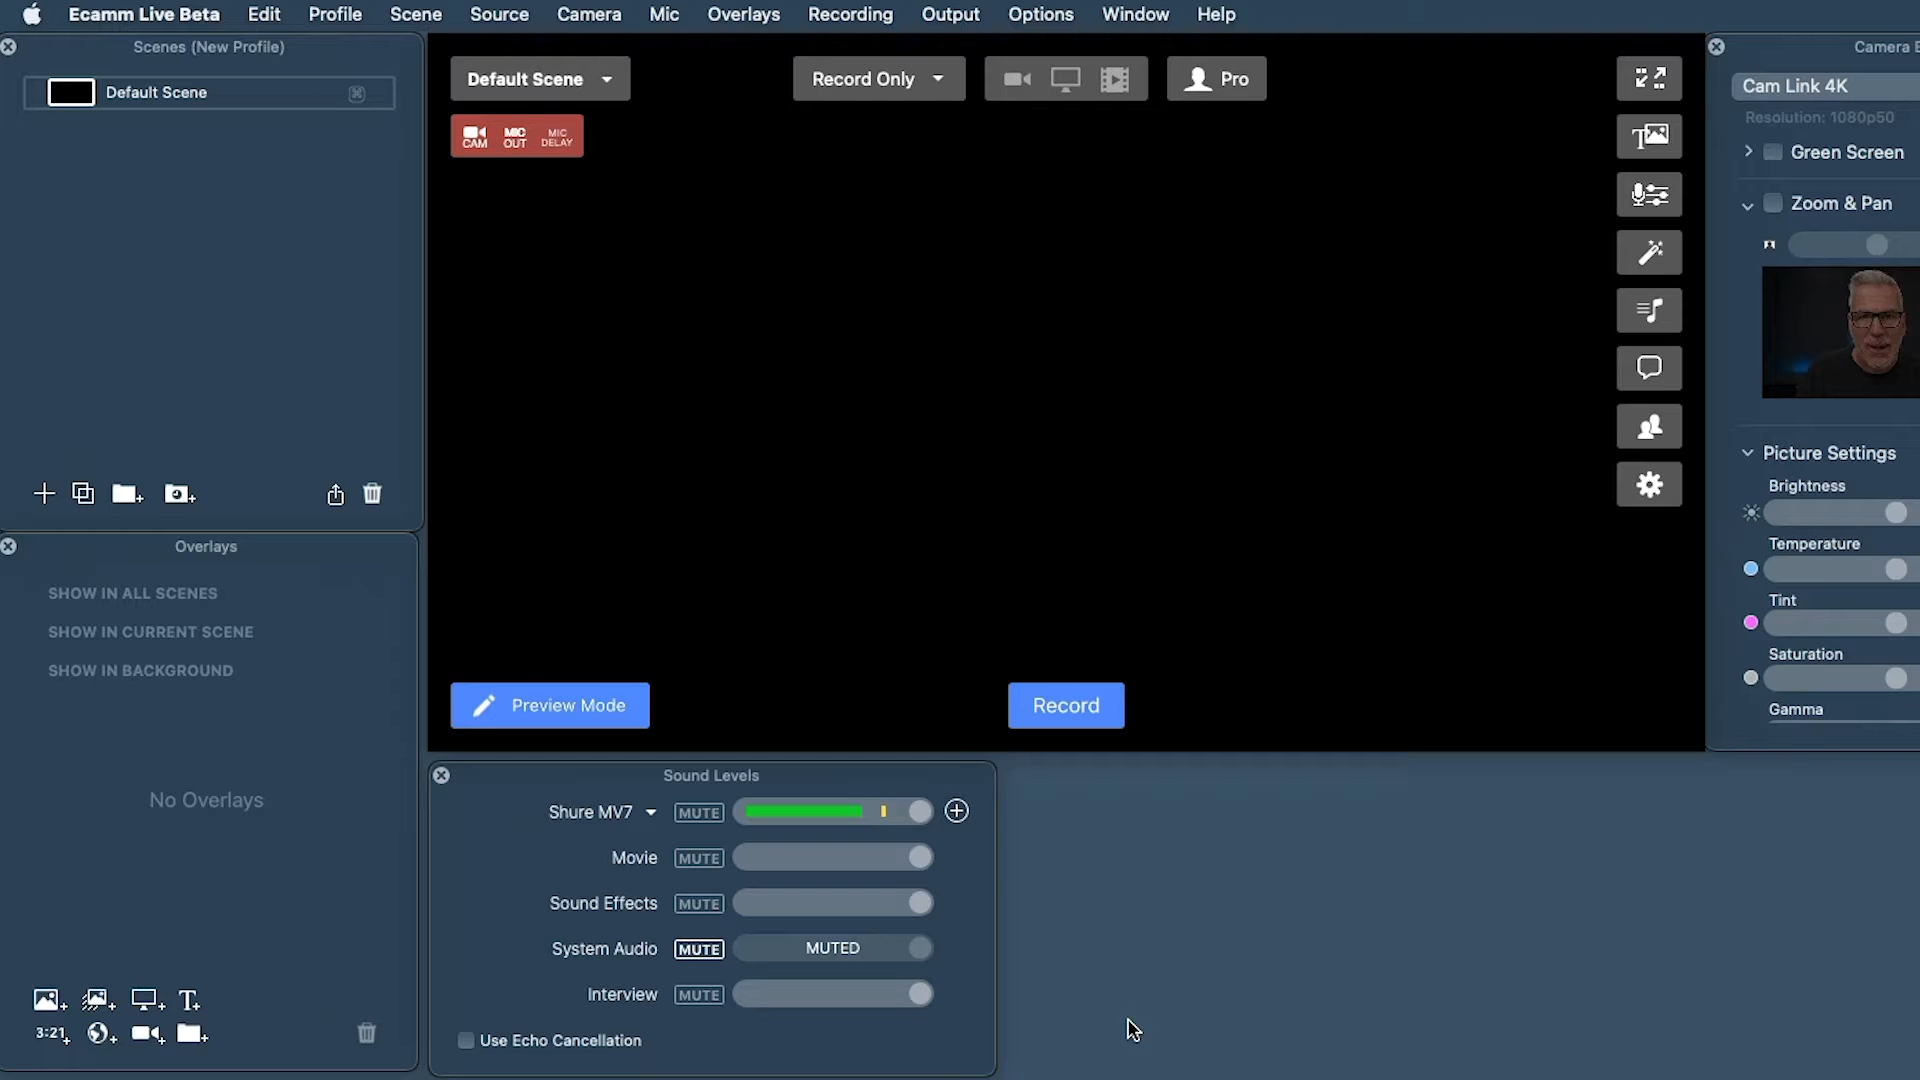 Ecamm Live Beta Edit Profile Scene Source Camera Mic Overlays Recording Output Options Window Help
Scenes (New Profile)
Default Scene
Default Scene
Record Only
Pro
CAM
MIC OUT
MIC DELAY
Preview Mode
Record
Camera E
Cam Link 4K
Resolution: 1080p50
Green Screen
Zoom & Pan
Picture Settings
Brightness
Temperature
Tint
Saturation
Gamma
Overlays
SHOW IN ALL SCENES
SHOW IN CURRENT SCENE
SHOW IN BACKGROUND
No Overlays
T
3:21
Sound Levels
Shure MV7 MUTE
Movie MUTE
Sound Effects MUTE
System Audio MUTE MUTED
Interview MUTE
Use Echo Cancellation